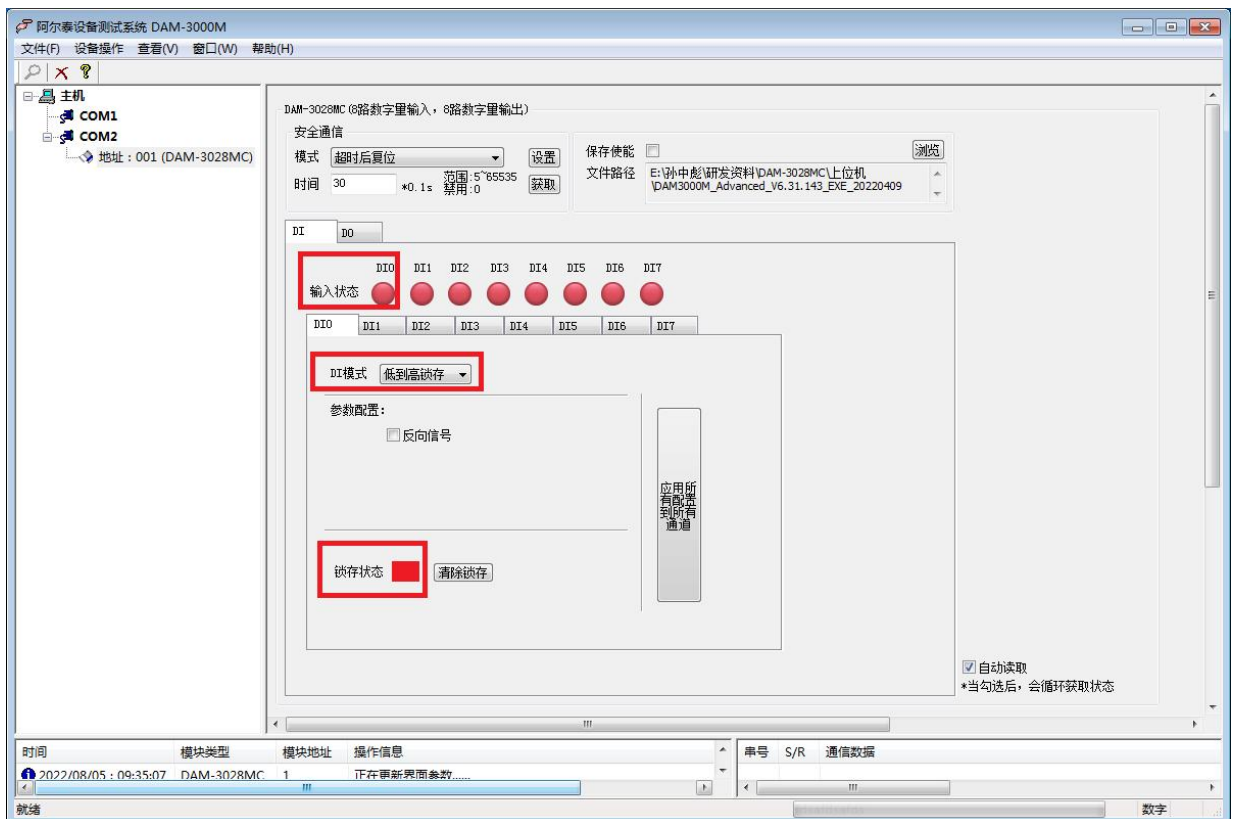 阿尔泰设备测试系统 DAM-3000M
文件(F) 设备操作 查看(V) 窗口(W) 帮助(H)
主机
COM1
COM2
地址：001 (DAM-3028MC)
DAM-3028MC(8路数字里输入，8路数字里输出)
安全通信
模式 超时后复位 设置
时间 30 *0.1s 范围:5~65535 禁用:0 获取
保存使能 浏览
文件路径 E:\孙中彪\研发资料\DAM-3028MC\上位机
\DAM3000M_Advanced_V6.31.143_EXE_20220409
DI DO
DI0 DI1 DI2 DI3 DI4 DI5 DI6 DI7
输入状态
DI0 DI1 DI2 DI3 DI4 DI5 DI6 DI7
DI模式 低到高锁存
参数配置:
反向信号
应用所
有配置
到所有
通道
锁存状态 清除锁存
自动读取
*当勾选后，会循环获取状态
时间 模块类型 模块地址 操作信息 串号 S/R 通信数据
2022/08/05：09:35:07 DAM-3028MC 1 正在更新界面参数......
就绪 数字